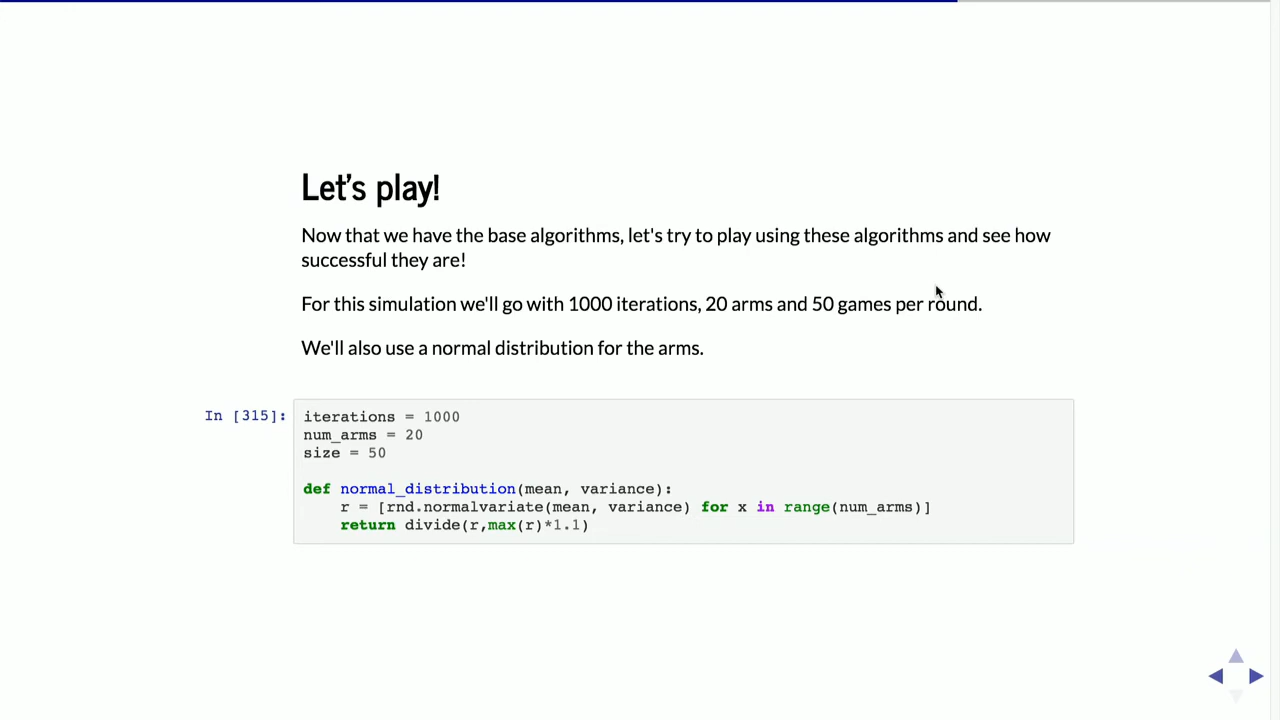 Let's play!
Now that we have the base algorithms, let's try to play using these algorithms and see how
successful they are!
For this simulation we'll go with 1000 iterations, 20 arms and 50 games per round.
We'll also use a normal distribution for the arms.
In [315]:
iterations = 1000
num_arms = 20
size = 50
def normal_distribution(mean, variance):
    r = [rnd.normalvariate(mean, variance) for x in range(num_arms)]
    return divide(r,max(r)*1.1)